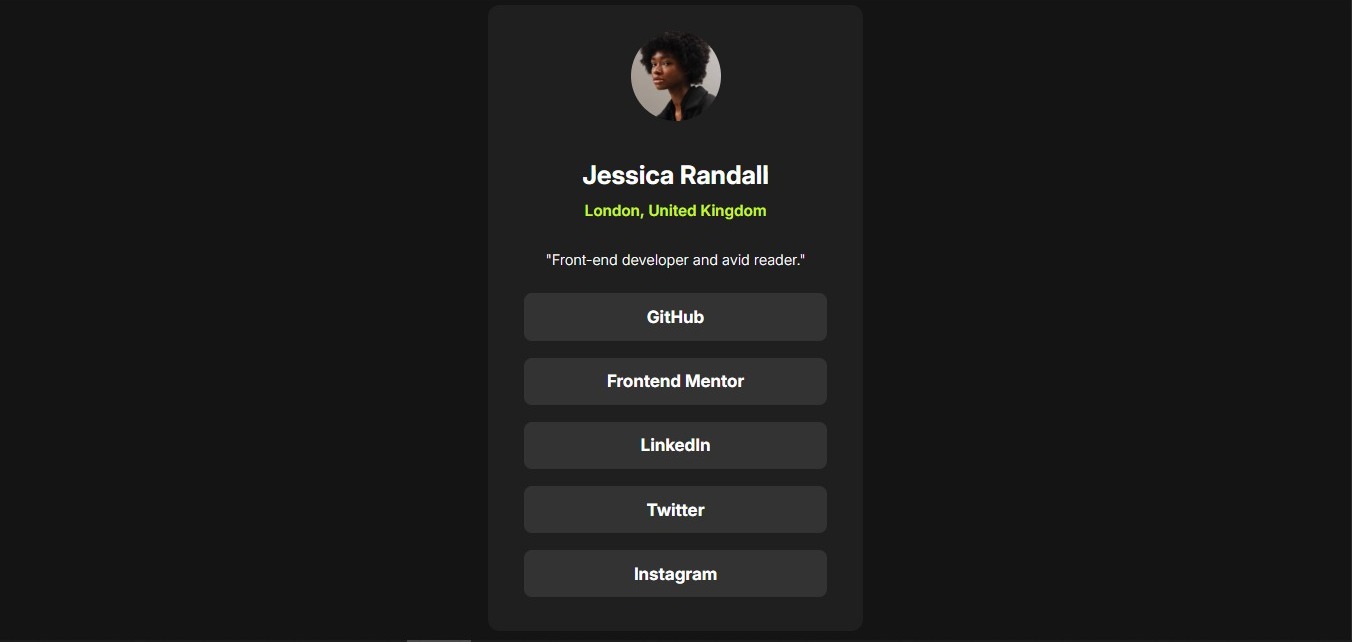 Jessica Randall
London, United Kingdom
"Front-end developer and avid reader."
GitHub
Frontend Mentor
LinkedIn
Twitter
Instagram